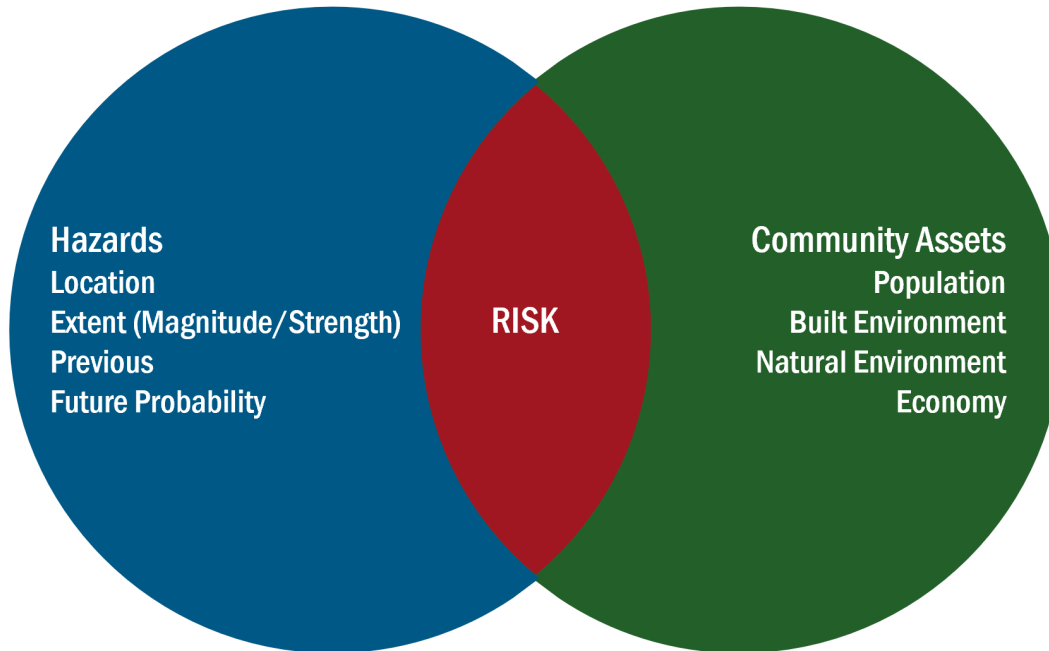 Hazards
Location
Extent (Magnitude/Strength)
Previous
Future Probability
RISK
Community Assets
Population
Built Environment
Natural Environment
Economy